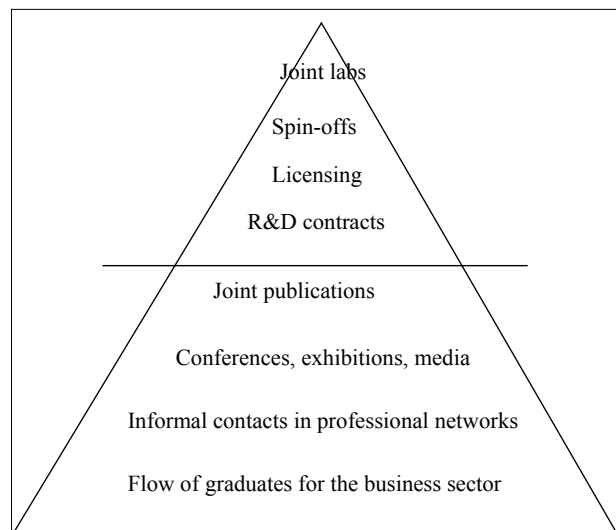 Joint labs
Spin-offs
Licensing
R&D contracts
Joint publications
Conferences, exhibitions, media
Informal contacts in professional networks
Flow of graduates for the business sector